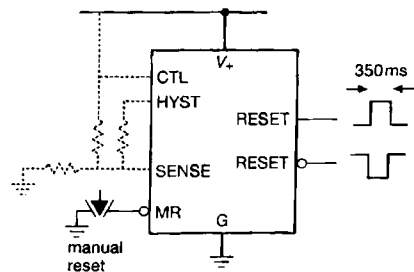 V+
CTL
HYST
SENSE
MR
G
RESET
RESET
350ms
manual
reset